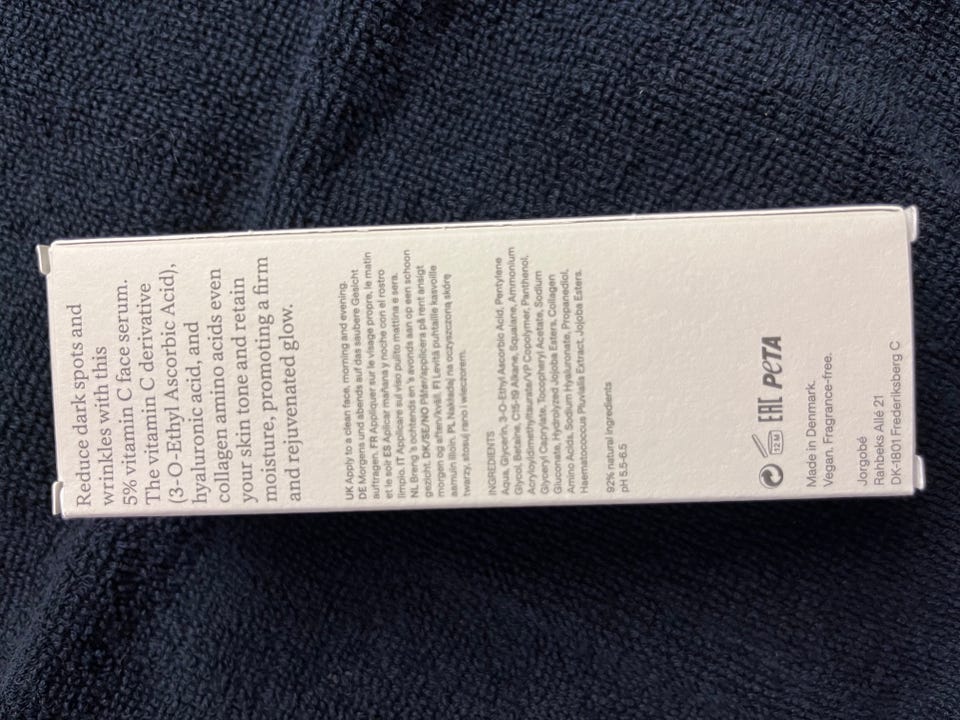 Reduce dark spots and
wrinkles with this
5% vitamin C face serum.
The vitamin C derivative
(3-O-Ethyl Ascorbic Acid),
hyaluronic acid, and
collagen amino acids even
your skin tone and retain
moisture, promoting a firm
and rejuvenated glow.
UK Apply to a clean face, morning and evening.
DE Morgens und abends auf das saubere Gesicht
auftragen. FR Appliquer sur le visage propre, le matin
et le soir ES Aplicar mañana y noche con el rostro
limpio. IT Applicare sul viso pulito mattina e sera.
NL Breng 's ochtends en 's avonds aan op een schoon
gezicht. DK/SE/NO Påfør/applicera på rent ansigt
morgen og aften/kväll. FI Levitä puhtaille kasvoille
aamuin illoin. PL Nakładaj na oczyszczoną skórę
twarzy, stosuj rano i wieczorem.
INGREDIENTS
Aqua, Glycerin, 3-O-Ethyl Ascorbic Acid, Pentylene
Glycol, Betaine, C15-19 Alkane, Squalane, Ammonium
Acryloyldimethyltaurate/VP Copolymer, Panthenol,
Glyceryl Caprylate, Tocopheryl Acetate, Sodium
Gluconate, Hydrolyzed Jojoba Esters, Collagen
Amino Acids, Sodium Hyaluronate, Propanediol,
Haematococcus Pluvialis Extract, Jojoba Esters.
92% natural ingredients
pH 5.5-6.5
12 M EAC PETA
Made in Denmark.
Vegan. Fragrance-free.
Jorgobé
Rahbeks Allé 21
DK-1801 Frederiksberg C